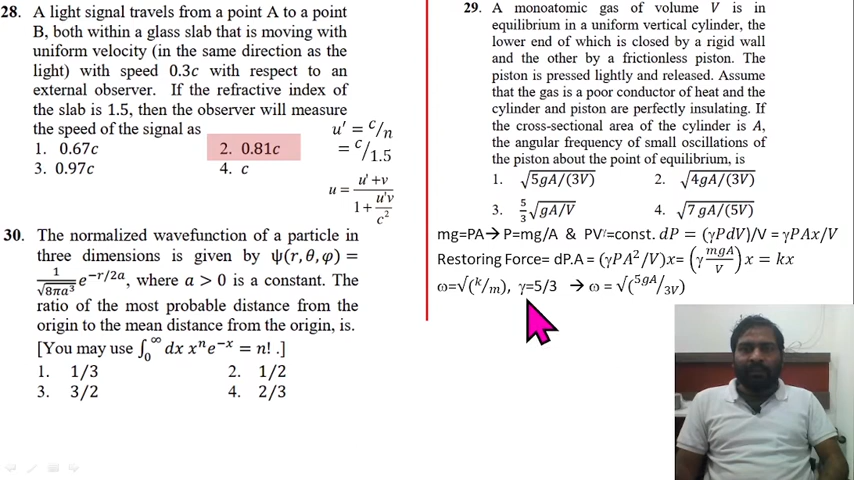 28. A light signal travels from a point A to a point
B, both within a glass slab that is moving with
uniform velocity (in the same direction as the
light) with speed 0.3c with respect to an
external observer. If the refractive index of
the slab is 1.5, then the observer will measure
the speed of the signal as
1. 0.67c 2. 0.81c
3. 0.97c 4. c
u' = c/n
= c/1.5
u = (u'+v)/(1 + u'v/c²)
30. The normalized wavefunction of a particle in
three dimensions is given by ψ(r, θ, φ) =
1/√(8πa³) e^(−r/2a), where a > 0 is a constant. The
ratio of the most probable distance from the
origin to the mean distance from the origin, is.
[You may use ∫₀^∞ dx xⁿe⁻ˣ = n! .]
1. 1/3 2. 1/2
3. 3/2 4. 2/3
29. A monoatomic gas of volume V is in
equilibrium in a uniform vertical cylinder, the
lower end of which is closed by a rigid wall
and the other by a frictionless piston. The
piston is pressed lightly and released. Assume
that the gas is a poor conductor of heat and the
cylinder and piston are perfectly insulating. If
the cross-sectional area of the cylinder is A,
the angular frequency of small oscillations of
the piston about the point of equilibrium, is
1. √5gA/(3V) 2. √4gA/(3V)
3. 5/3 √gA/V 4. √7 gA/(5V)
mg=PA→ P=mg/A & PVᵞ=const. dP = (γPdV)/V = γPAx/V
Restoring Force= dP.A = (γPA²/V)x= (γ mgA/V) x = kx
ω=√(k/m), γ=5/3 → ω = √(5gA/3V)